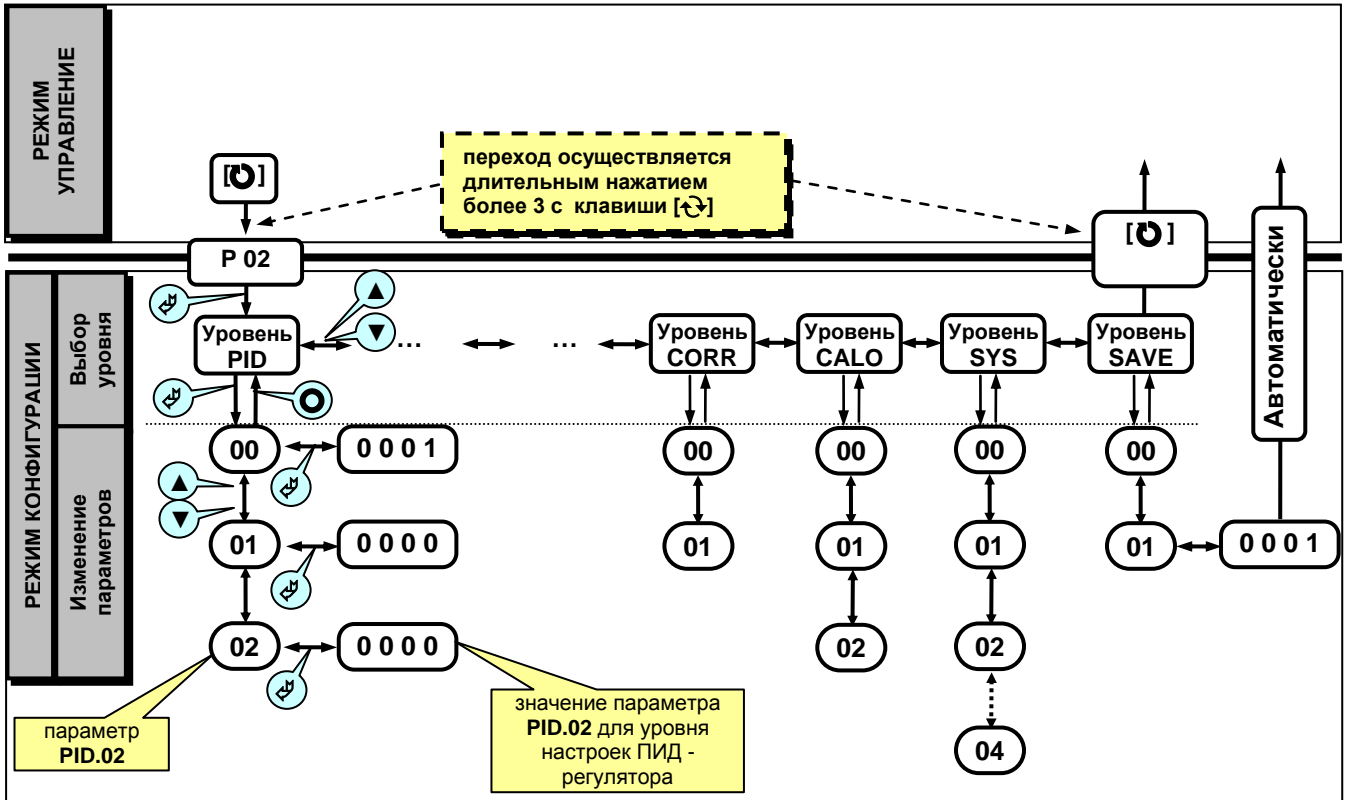 РЕЖИМ
УПРАВЛЕНИЕ
переход осуществляется
длительным нажатием
более 3 с клавиши [🔄]
[↻]
[↻]
P 02
РЕЖИМ КОНФИГУРАЦИИ
Выбор
уровня
Изменение
параметров
Уровень
PID
▲
▼
...
...
Уровень
CORR
Уровень
CALO
Уровень
SYS
Уровень
SAVE
Автоматически
00
0 0 0 1
00
00
00
00
▲
▼
01
0 0 0 0
01
01
01
01
0 0 0 1
02
0 0 0 0
02
02
04
параметр
PID.02
значение параметра
PID.02 для уровня
настроек ПИД -
регулятора